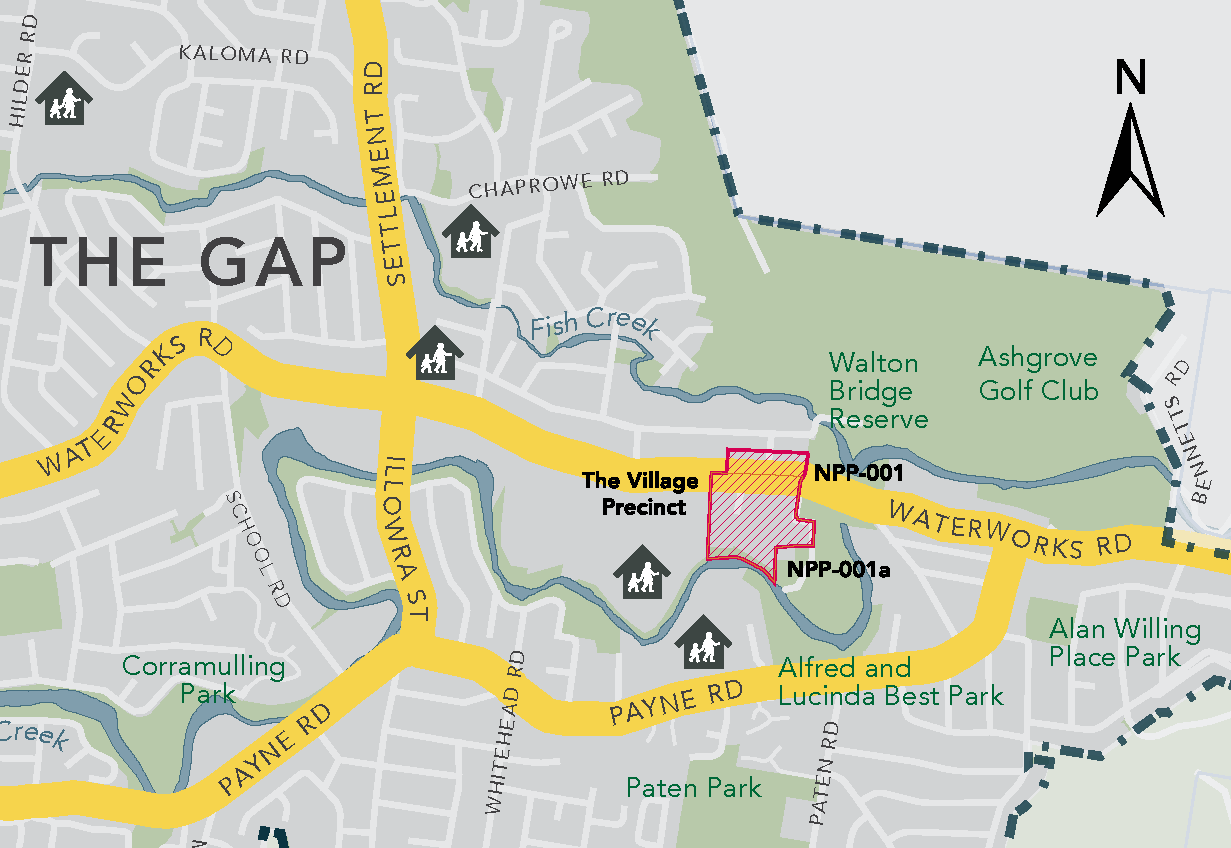 HILDER RD
KALOMA RD
SETTLEMENT RD
N
CHAPROWE RD
THE GAP
Fish Creek
WATERWORKS RD
Walton
Bridge
Reserve
Ashgrove
Golf Club
BENNETTS RD
The Village
Precinct
NPP-001
WATERWORKS RD
ILLOWRA ST
SCHOOL RD
NPP-001a
Alan Willing
Place Park
Corramulling
Park
Alfred and
Lucinda Best Park
WHITEHEAD RD
PAYNE RD
PAYNE RD
Creek
PATEN RD
Paten Park